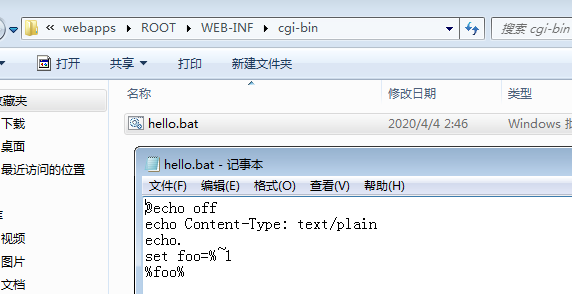 « webapps ▸ ROOT ▸ WEB-INF ▸ cgi-bin
搜索 cgi-bin
打开 共享 打印 新建文件夹
收藏夹
下载
桌面
最近访问的位置
库
视频
图片
文档
名称 修改日期 类型
hello.bat 2020/4/4 2:46 Windows 批
hello.bat - 记事本
文件(F) 编辑(E) 格式(O) 查看(V) 帮助(H)
@echo off
echo Content-Type: text/plain
echo.
set foo=%~1
%foo%